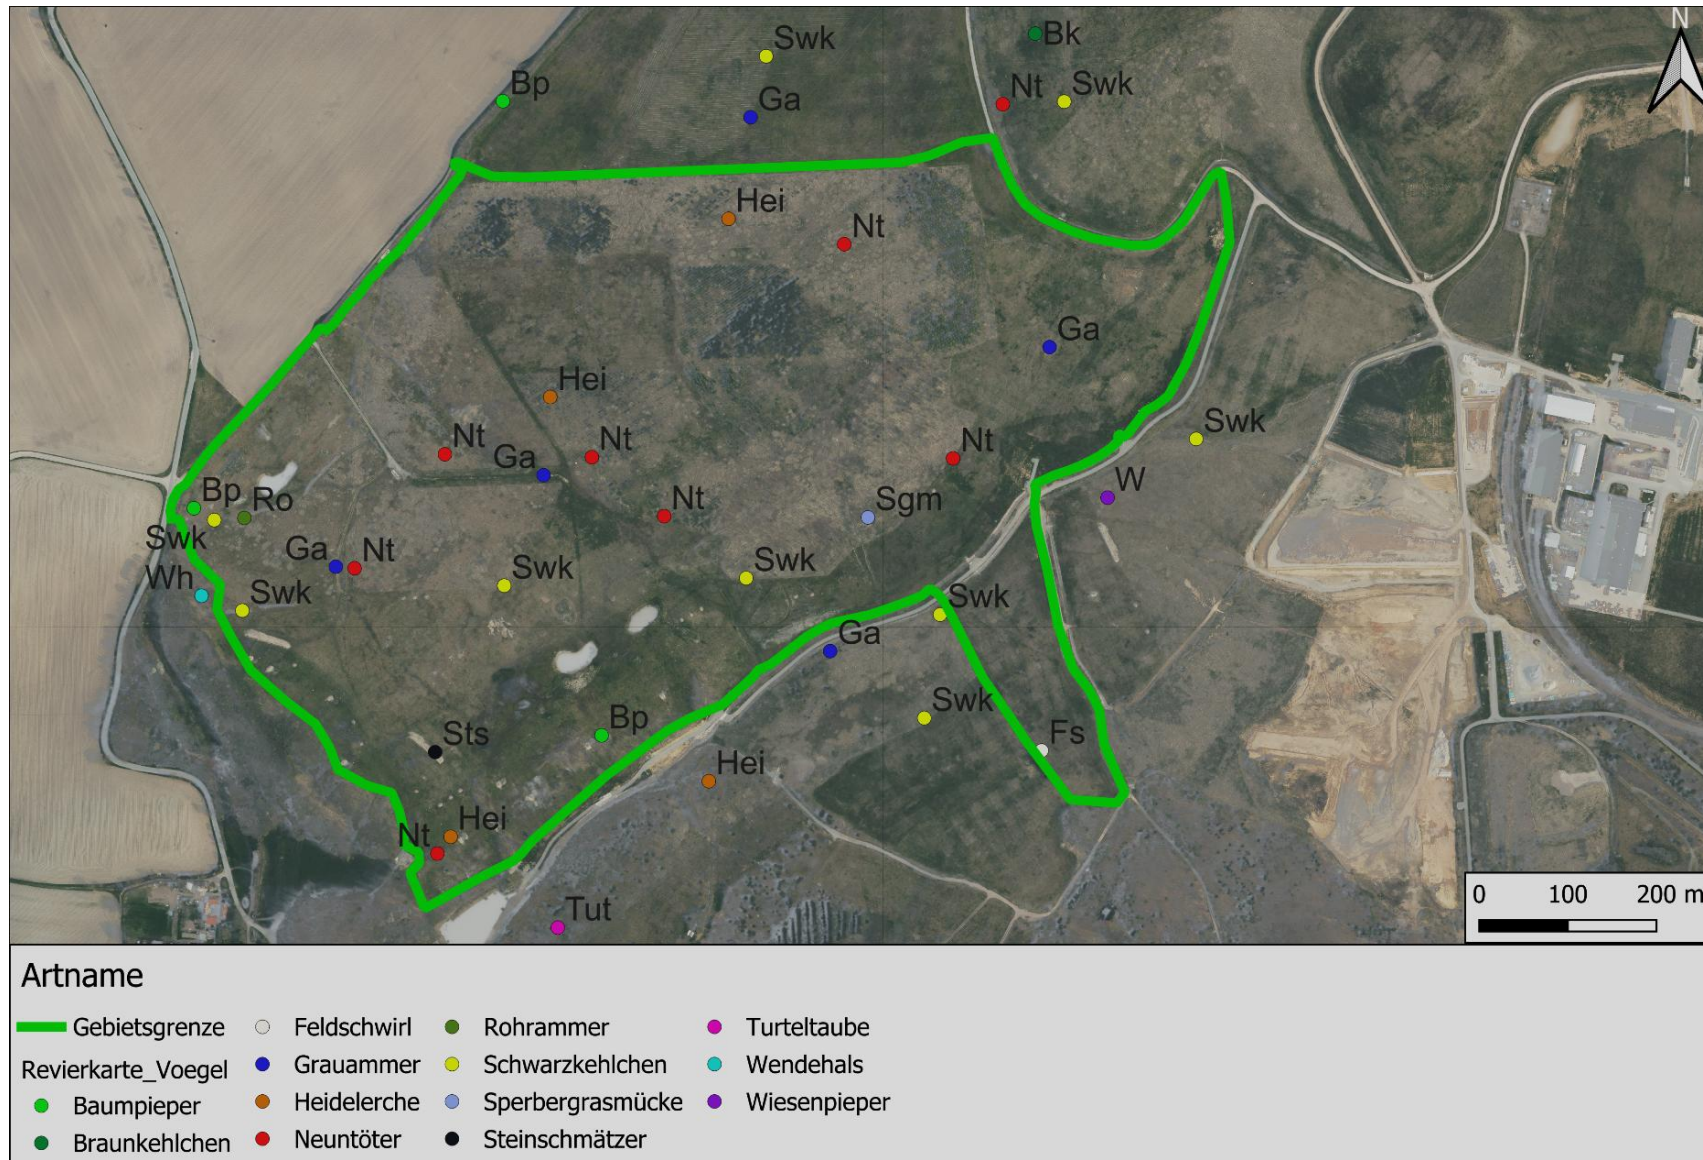 N
Swk
Bk
Bp
Ga
Nt
Swk
Hei
Nt
Ga
Hei
Swk
Nt
Ga
Nt
Nt
W
Bp
Ro
Nt
Sgm
Swk
Ga
Nt
Wh
Swk
Swk
Swk
Swk
Ga
Swk
Sts
Bp
Fs
Hei
Nt
Hei
Tut
0 100 200 m
Artname
Gebietsgrenze
Revierkarte_Voegel
Baumpieper
Braunkehlchen
Feldschwirl
Grauammer
Heidelerche
Neuntöter
Rohrammer
Schwarzkehlchen
Sperbergrasmücke
Steinschmätzer
Turteltaube
Wendehals
Wiesenpieper